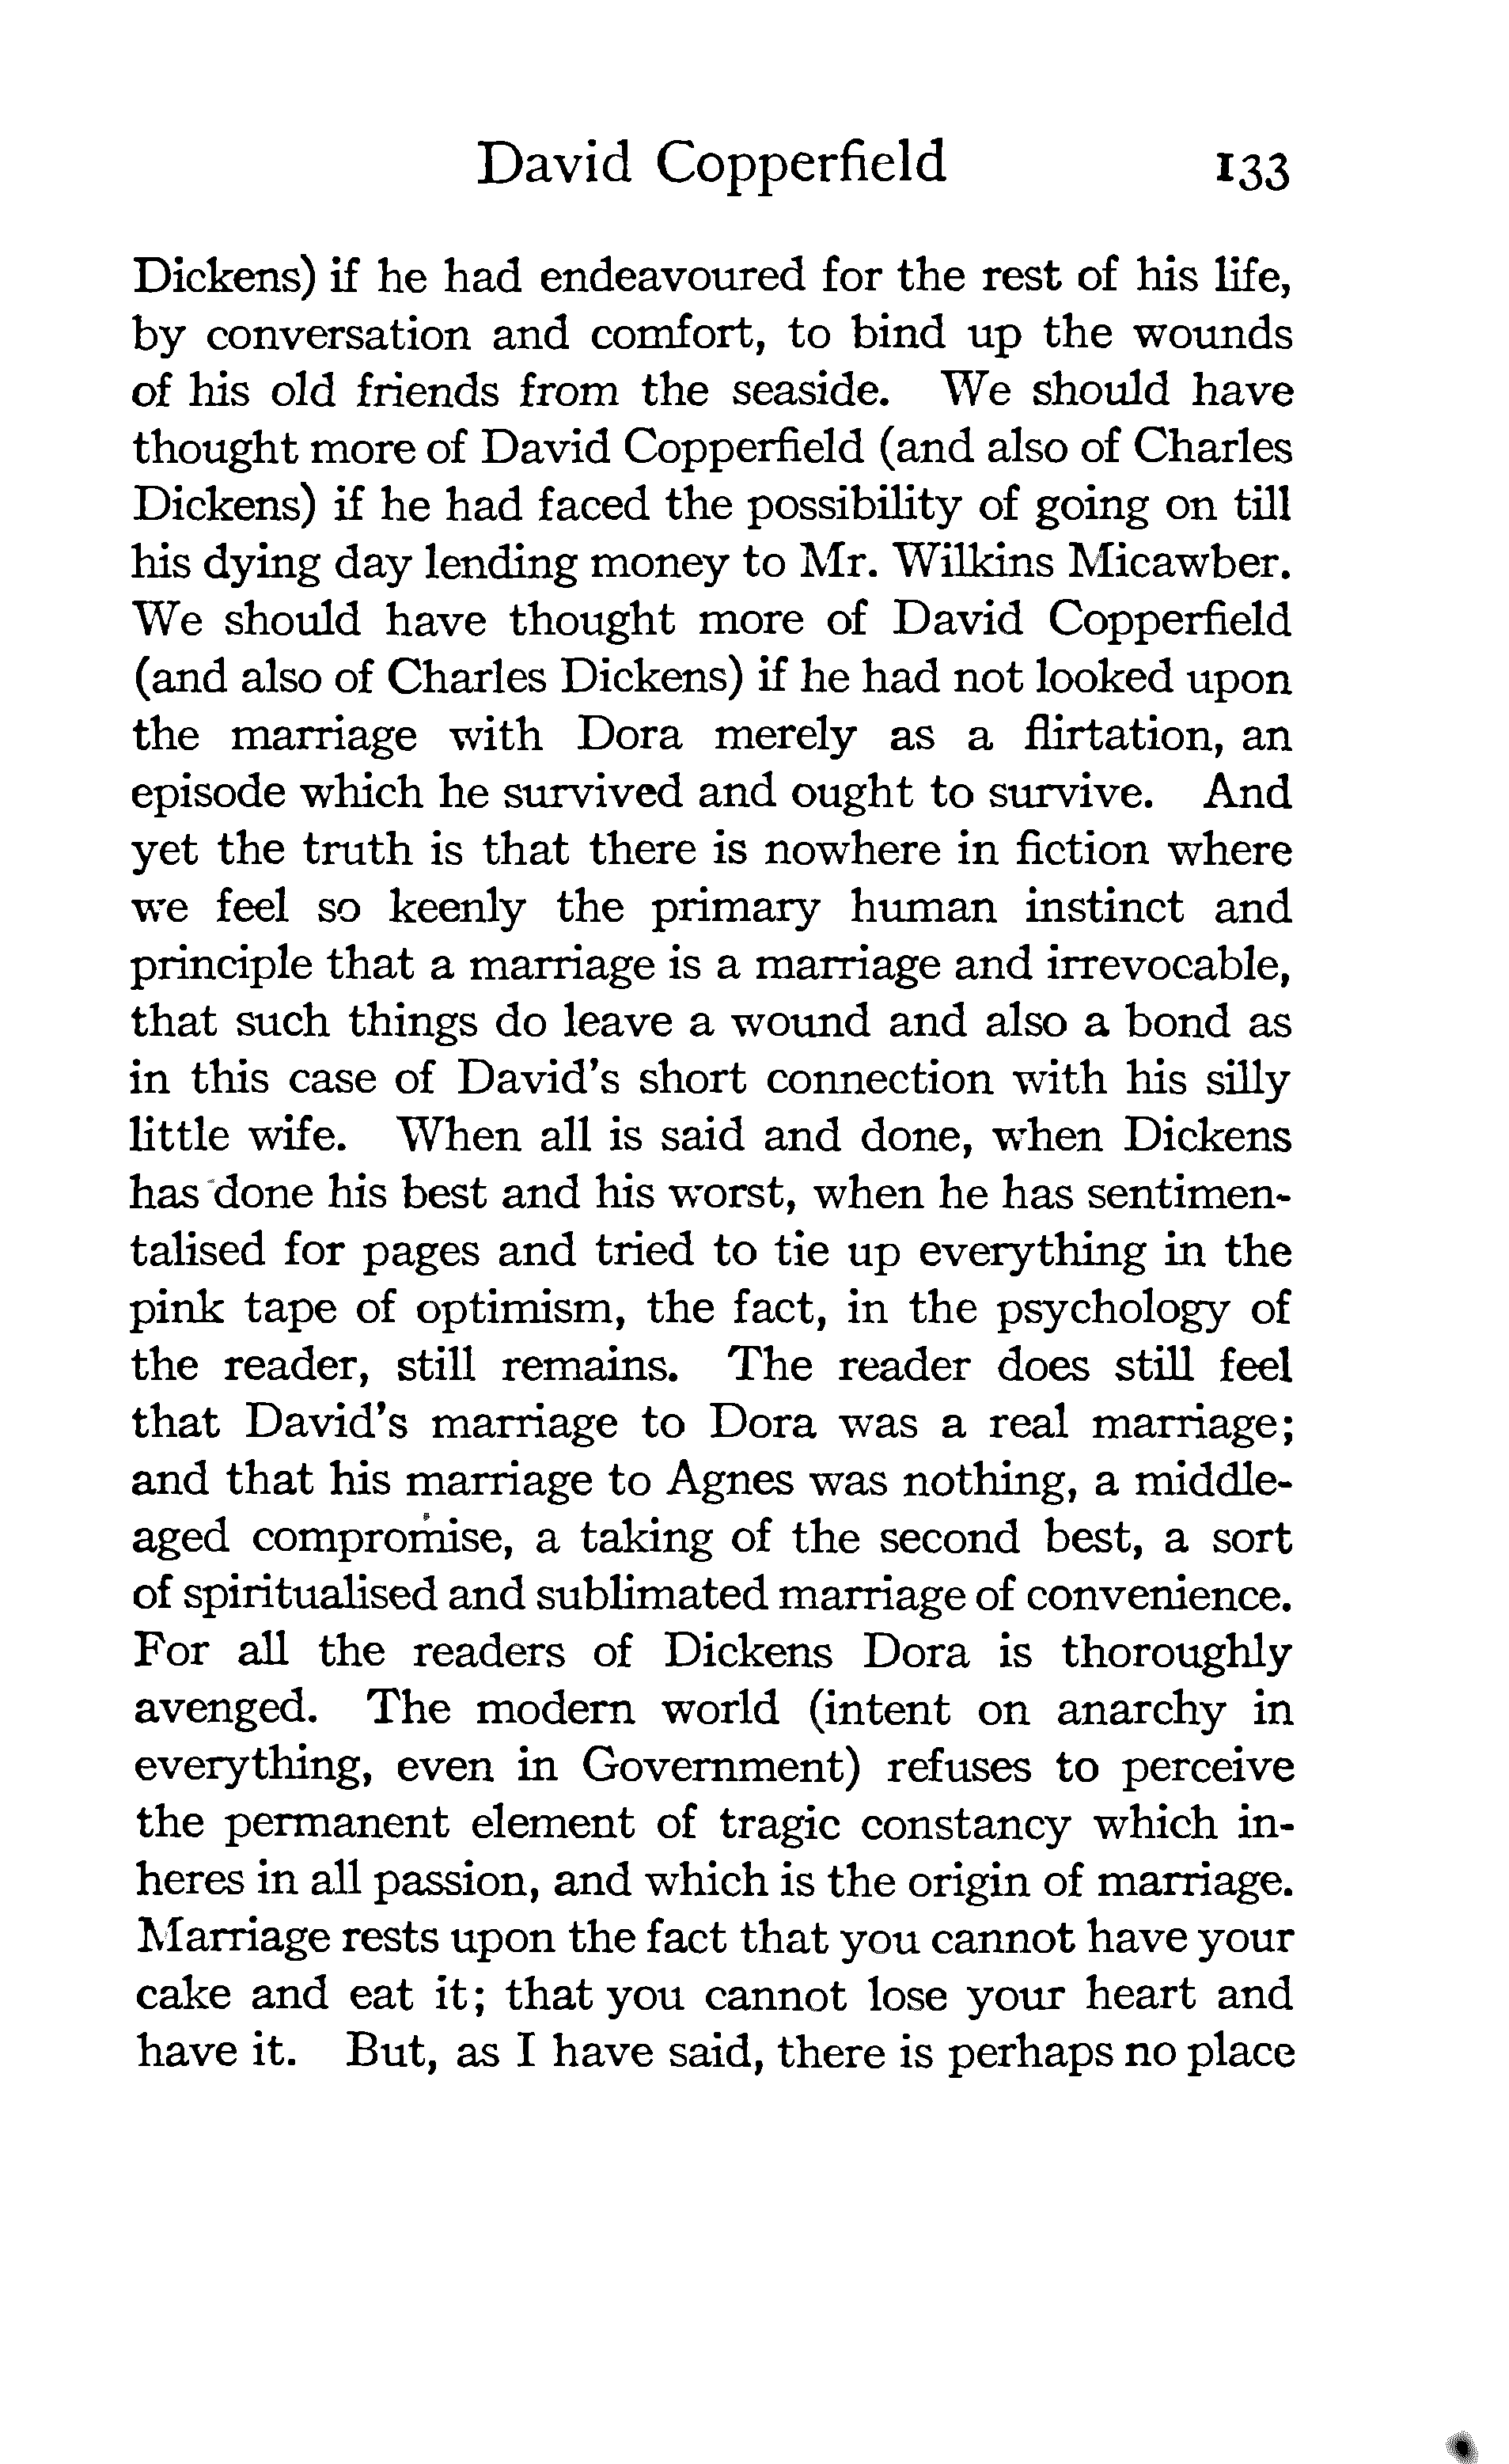 David Copperfield 133
Dickens) if he had endeavoured for the rest of his life,
by conversation and comfort, to bind up the wounds
of his old friends from the seaside. We should have
thought more of David Copperfield (and also of Charles
Dickens) if he had faced the possibility of going on till
his dying day lending money to Mr. Wilkins Micawber.
We should have thought more of David Copperfield
(and also of Charles Dickens) if he had not looked upon
the marriage with Dora merely as a flirtation, an
episode which he survived and ought to survive. And
yet the truth is that there is nowhere in fiction where
we feel so keenly the primary human instinct and
principle that a marriage is a marriage and irrevocable,
that such things do leave a wound and also a bond as
in this case of David's short connection with his silly
little wife. When all is said and done, when Dickens
has done his best and his worst, when he has sentimen-
talised for pages and tried to tie up everything in the
pink tape of optimism, the fact, in the psychology of
the reader, still remains. The reader does still feel
that David's marriage to Dora was a real marriage;
and that his marriage to Agnes was nothing, a middle-
aged compromise, a taking of the second best, a sort
of spiritualised and sublimated marriage of convenience.
For all the readers of Dickens Dora is thoroughly
avenged. The modern world (intent on anarchy in
everything, even in Government) refuses to perceive
the permanent element of tragic constancy which in-
heres in all passion, and which is the origin of marriage.
Marriage rests upon the fact that you cannot have your
cake and eat it; that you cannot lose your heart and
have it. But, as I have said, there is perhaps no place